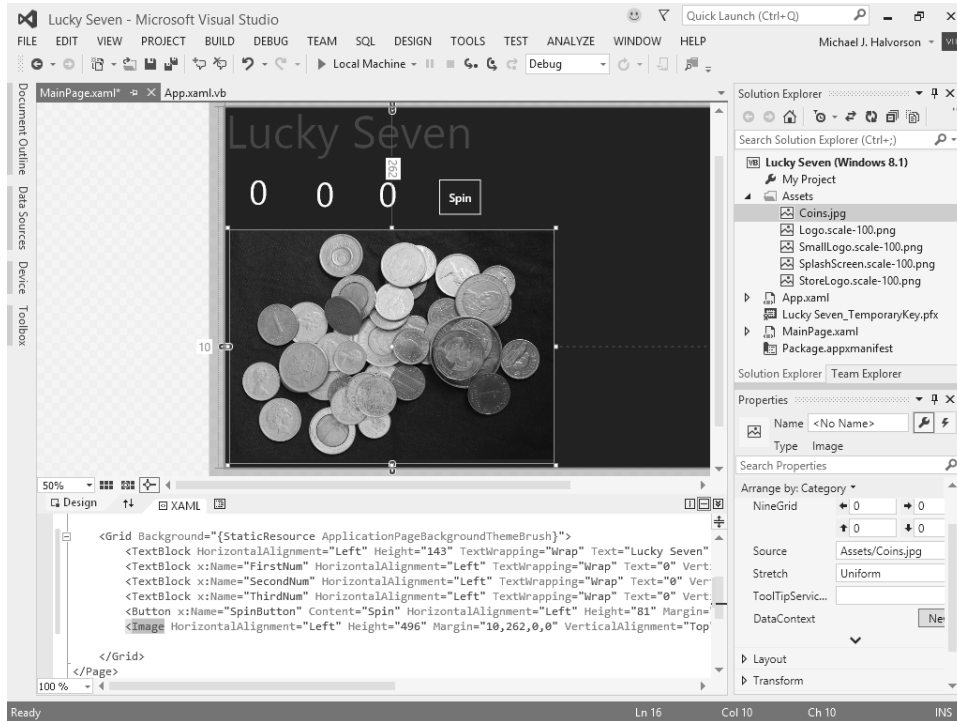 Lucky Seven - Microsoft Visual Studio
Quick Launch (Ctrl+Q)
FILE EDIT VIEW PROJECT BUILD DEBUG TEAM SQL DESIGN TOOLS TEST ANALYZE WINDOW HELP
Michael J. Halvorson
Local Machine
Debug
Document Outline
Data Sources
Device
Toolbox
MainPage.xaml*
App.xaml.vb
Lucky Seven
262
0 0 0 Spin
10
50%
Design
XAML
<Grid Background="{StaticResource ApplicationPageBackgroundThemeBrush}">
<TextBlock HorizontalAlignment="Left" Height="143" TextWrapping="Wrap" Text="Lucky Seven"
<TextBlock x:Name="FirstNum" HorizontalAlignment="Left" TextWrapping="Wrap" Text="0" Vert
<TextBlock x:Name="SecondNum" HorizontalAlignment="Left" TextWrapping="Wrap" Text="0" Ver
<TextBlock x:Name="ThirdNum" HorizontalAlignment="Left" TextWrapping="Wrap" Text="0" Vert
<Button x:Name="SpinButton" Content="Spin" HorizontalAlignment="Left" Height="81" Margin=
<Image HorizontalAlignment="Left" Height="496" Margin="10,262,0,0" VerticalAlignment="Top"
</Grid>
</Page>
100 %
Solution Explorer
Search Solution Explorer (Ctrl+;)
VB Lucky Seven (Windows 8.1)
My Project
Assets
Coins.jpg
Logo.scale-100.png
SmallLogo.scale-100.png
SplashScreen.scale-100.png
StoreLogo.scale-100.png
App.xaml
Lucky Seven_TemporaryKey.pfx
MainPage.xaml
Package.appxmanifest
Solution Explorer Team Explorer
Properties
Name <No Name>
Type Image
Search Properties
Arrange by: Category
NineGrid 0 0
0 0
Source Assets/Coins.jpg
Stretch Uniform
ToolTipServic...
DataContext Ne
Layout
Transform
Ready Ln 16 Col 10 Ch 10 INS